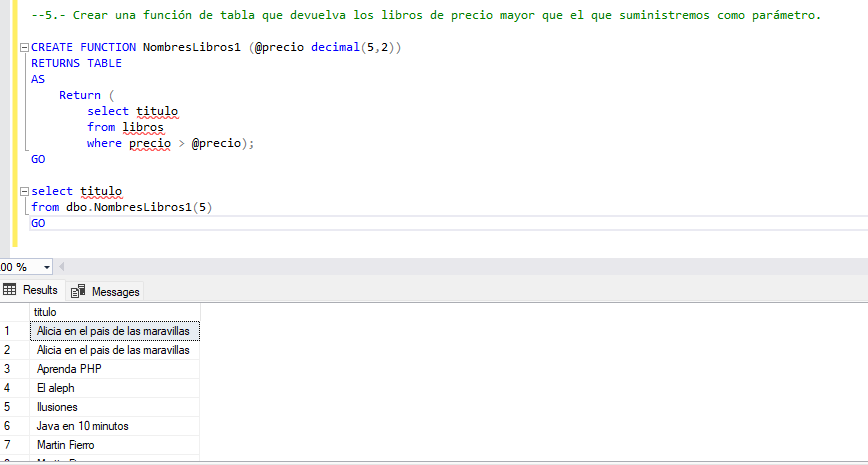 --5.- Crear una función de tabla que devuelva los libros de precio mayor que el que suministremos como parámetro.
CREATE FUNCTION NombresLibros1 (@precio decimal(5,2))
RETURNS TABLE
AS
Return (
select titulo
from libros
where precio > @precio);
GO
select titulo
from dbo.NombresLibros1(5)
GO
00 %
Results Messages
titulo
1 Alicia en el pais de las maravillas
2 Alicia en el pais de las maravillas
3 Aprenda PHP
4 El aleph
5 Ilusiones
6 Java en 10 minutos
7 Martin Fierro